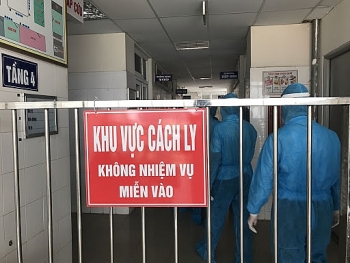 TẦNG 4
KHU VỰC CÁCH LY
KHÔNG NHIỆM VỤ
MIỄN VÀO